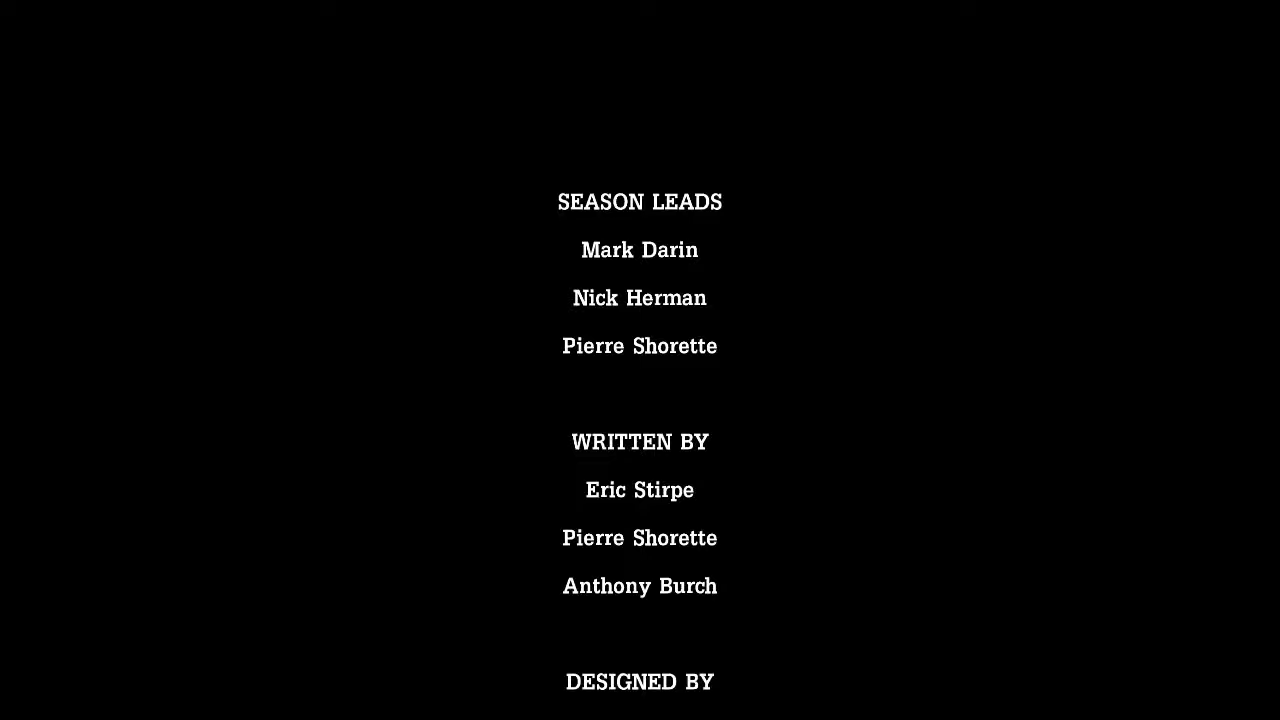 SEASON LEADS
Mark Darin
Nick Herman
Pierre Shorette
WRITTEN BY
Eric Stirpe
Pierre Shorette
Anthony Burch
DESIGNED BY